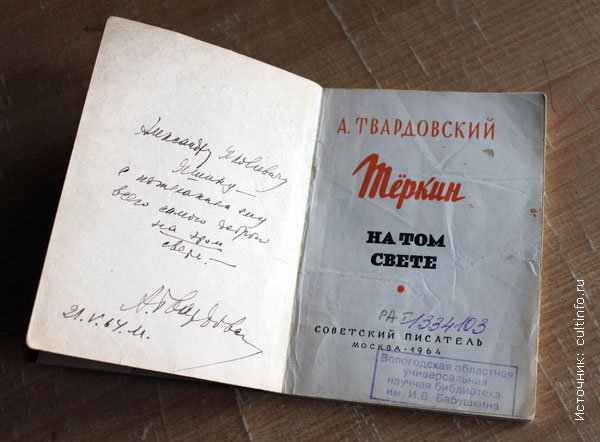 Александру Яковлевичу
Яшину —
с пожеланием ему
всего самого доброго
на этом
свете. —
А. Твардовский
21.V.64 М.
А. ТВАРДОВСКИЙ
Тёркин
НА ТОМ
СВЕТЕ
РА I 1334103
СОВЕТСКИЙ ПИСАТЕЛЬ
МОСКВА · 1964
Вологодская областная
универсальная
научная библиотека
им. И.В. Бабушкина
Источник: cultinfo.ru